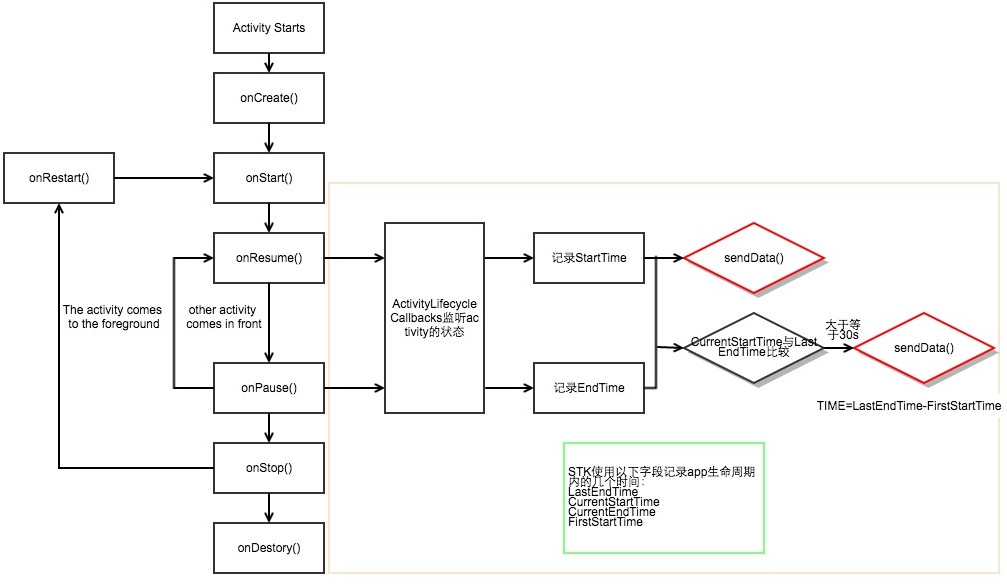 Activity Starts
onCreate()
onRestart()
onStart()
onResume()
The activity comes
to the foreground
other activity
comes in front
onPause()
onStop()
onDestory()
ActivityLifecycle
Callbacks监听ac
tivity的状态
记录StartTime
sendData()
CurrentStartTime与Last
EndTime比较
大于等
于30s
sendData()
记录EndTime
TIME=LastEndTime-FirstStartTime
STK使用以下字段记录app生命周期
内的几个时间：
LastEndTime
CurrentStartTime
CurrentEndTime
FirstStartTime